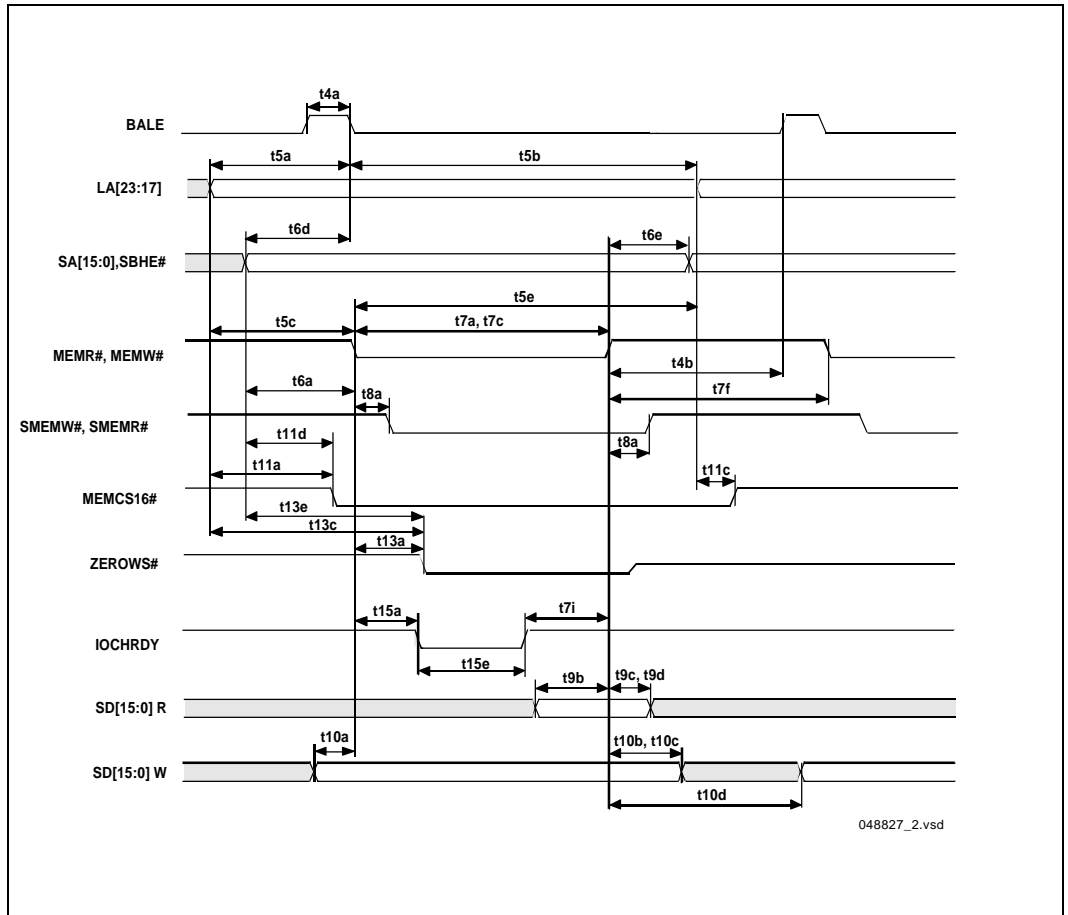 t4a
BALE
t5a
t5b
LA[23:17]
t6d
t6e
SA[15:0],SBHE#
t5e
t5c
t7a, t7c
MEMR#, MEMW#
t4b
t6a
t8a
t7f
SMEMW#, SMEMR#
t11d
t8a
t11a
t11c
MEMCS16#
t13e
t13c
t13a
ZEROWS#
t15a
t7i
IOCHRDY
t15e
t9b
t9c, t9d
SD[15:0] R
t10a
t10b, t10c
SD[15:0] W
t10d
048827_2.vsd